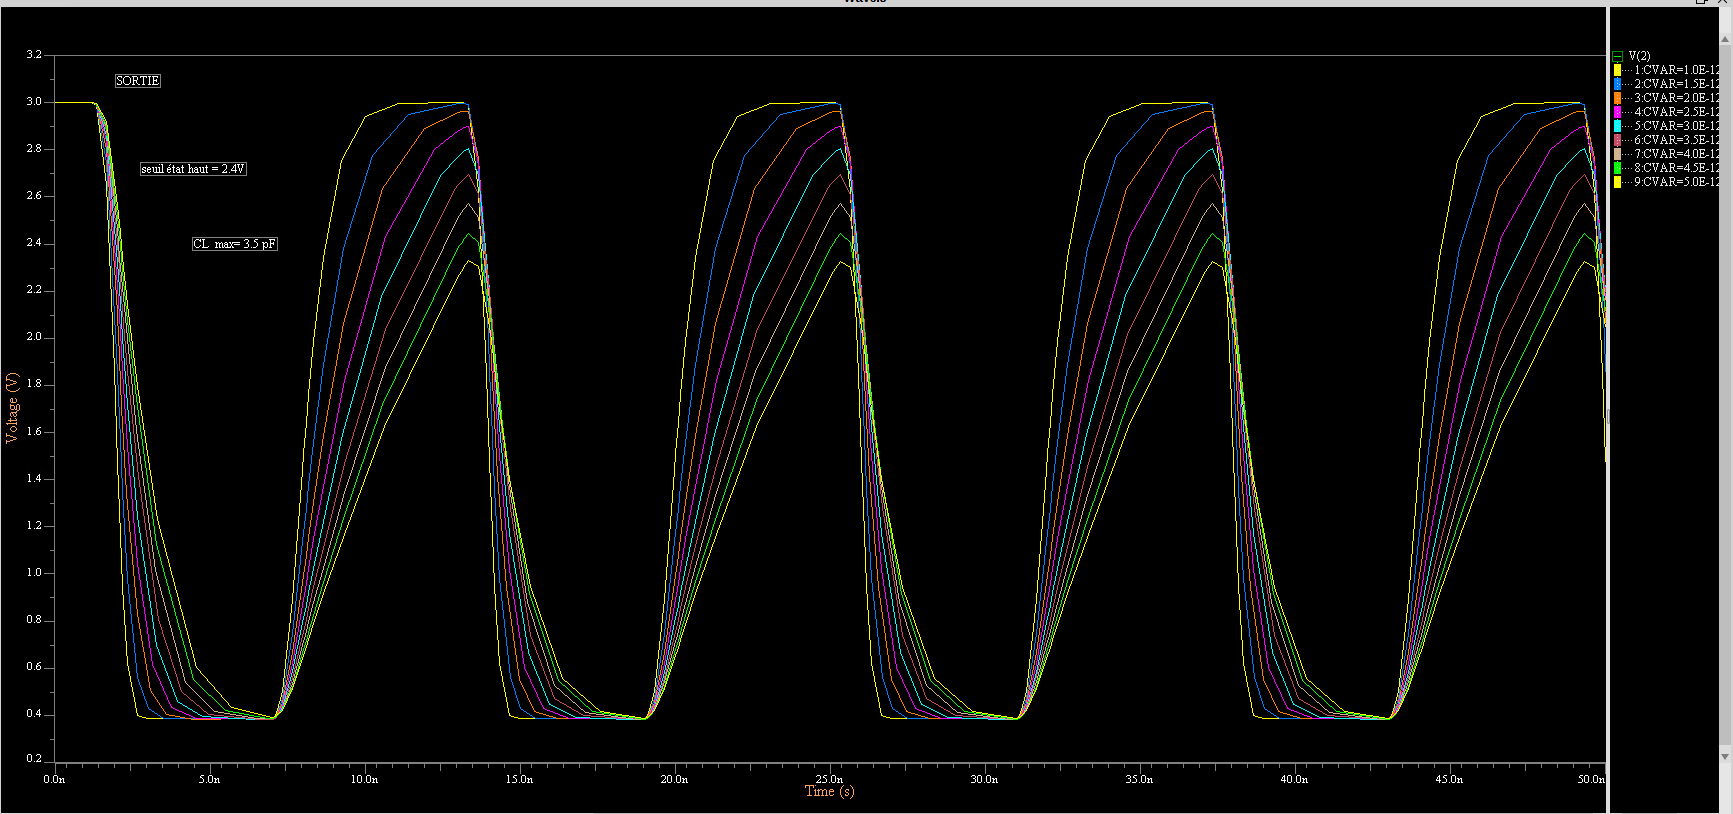 3.2
SORTIE
3.0
2.8
seuil état haut = 2.4V
2.6
2.4
CL max= 3.5 pF
2.2
2.0
1.8
Voltage (V)
1.6
1.4
1.2
1.0
0.8
0.6
0.4
0.2
0.0n 5.0n 10.0n 15.0n 20.0n 25.0n 30.0n 35.0n 40.0n 45.0n 50.0n
Time (s)
V(2)
1:CVAR=1.0E-12
2:CVAR=1.5E-12
3:CVAR=2.0E-12
4:CVAR=2.5E-12
5:CVAR=3.0E-12
6:CVAR=3.5E-12
7:CVAR=4.0E-12
8:CVAR=4.5E-12
9:CVAR=5.0E-12